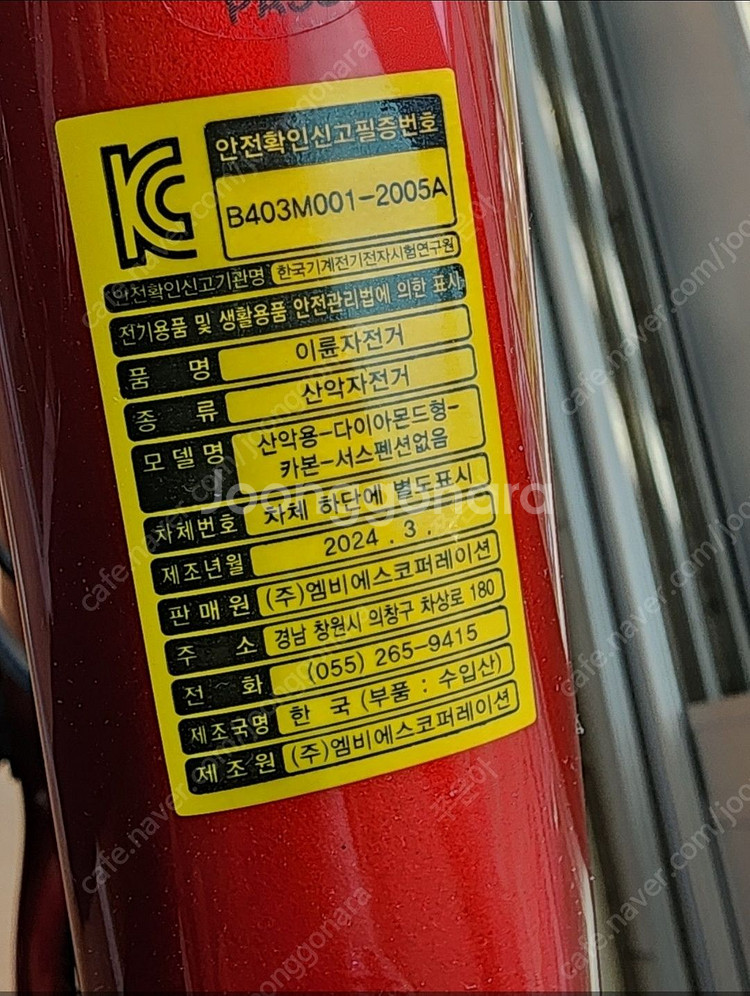 KC
안전확인신고필증번호
B403M001-2005A
안전확인신고기관명 한국기계전기전자시험연구원
전기용품 및 생활용품 안전관리법에 의한 표시
품 명 이륜자전거
종 류 산악자전거
모델명 산악용-다이아몬드형-
카본-서스펜션없음
차체번호 차체 하단에 별도표시
제조년월 2024 . 3 .
판매원 (주)엠비에스코퍼레이션
주 소 경남 창원시 의창구 차상로 180
전 화 (055) 265-9415
제조국명 한 국 (부품 : 수입산)
제조원 (주)엠비에스코퍼레이션
Joonggonara
cafe.naver.com/joonggonara